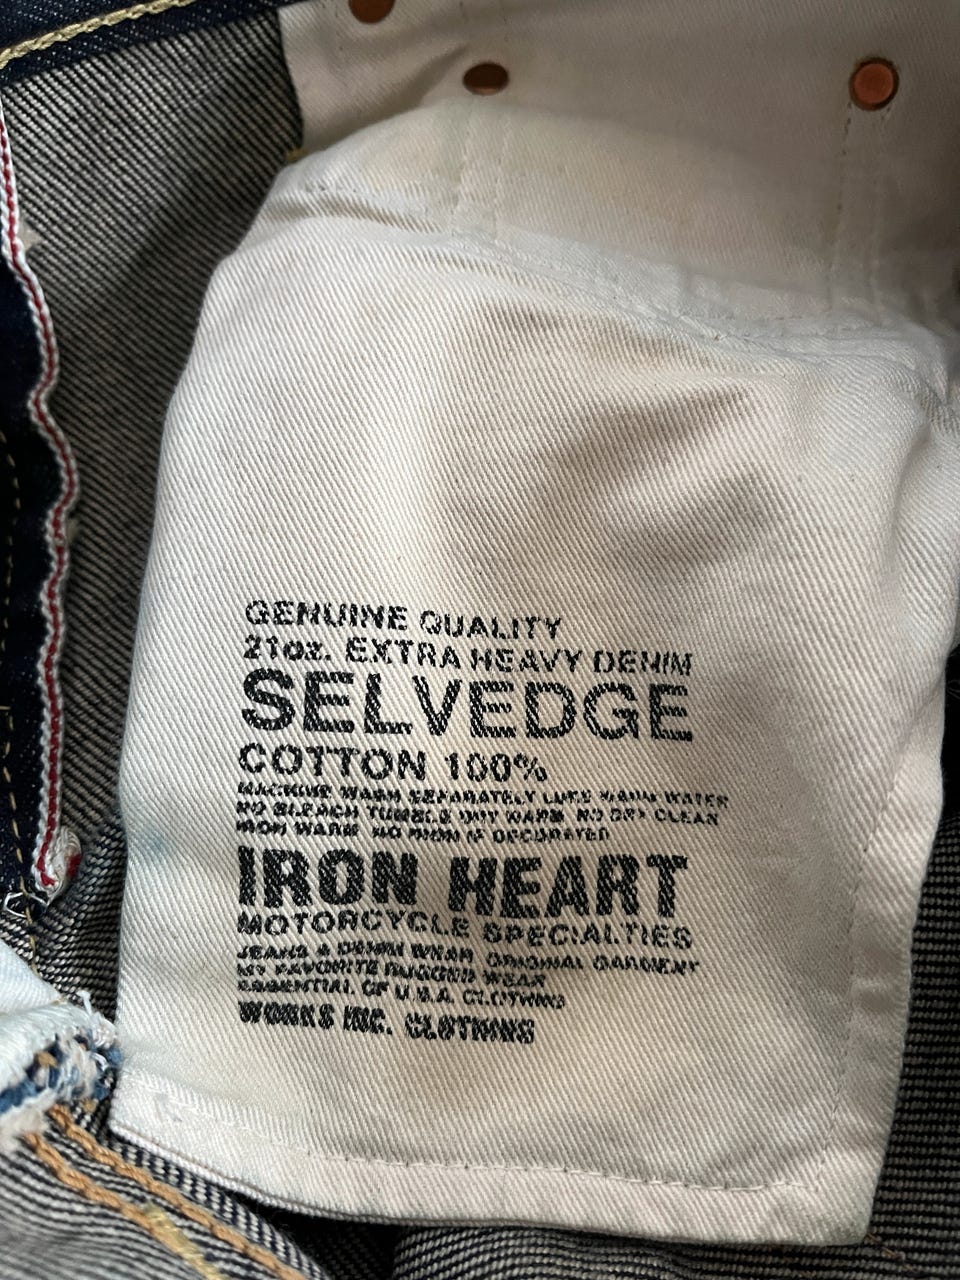 GENUINE QUALITY
21oz. EXTRA HEAVY DENIM
SELVEDGE
COTTON 100%
MACHINE WASH SEPARATELY LUKE WARM WATER
NO BLEACH TUMBLE DRY WARM NO DRY CLEAN
IRON WARM NO IRON IF DECORATED
IRON HEART
MOTORCYCLE SPECIALTIES
JEANS & DENIM WEAR ORIGINAL GARMENT
MY FAVORITE RUGGED WEAR
ESSENTIAL OF U.S.A. CLOTHING
WORKS INC. CLOTHING